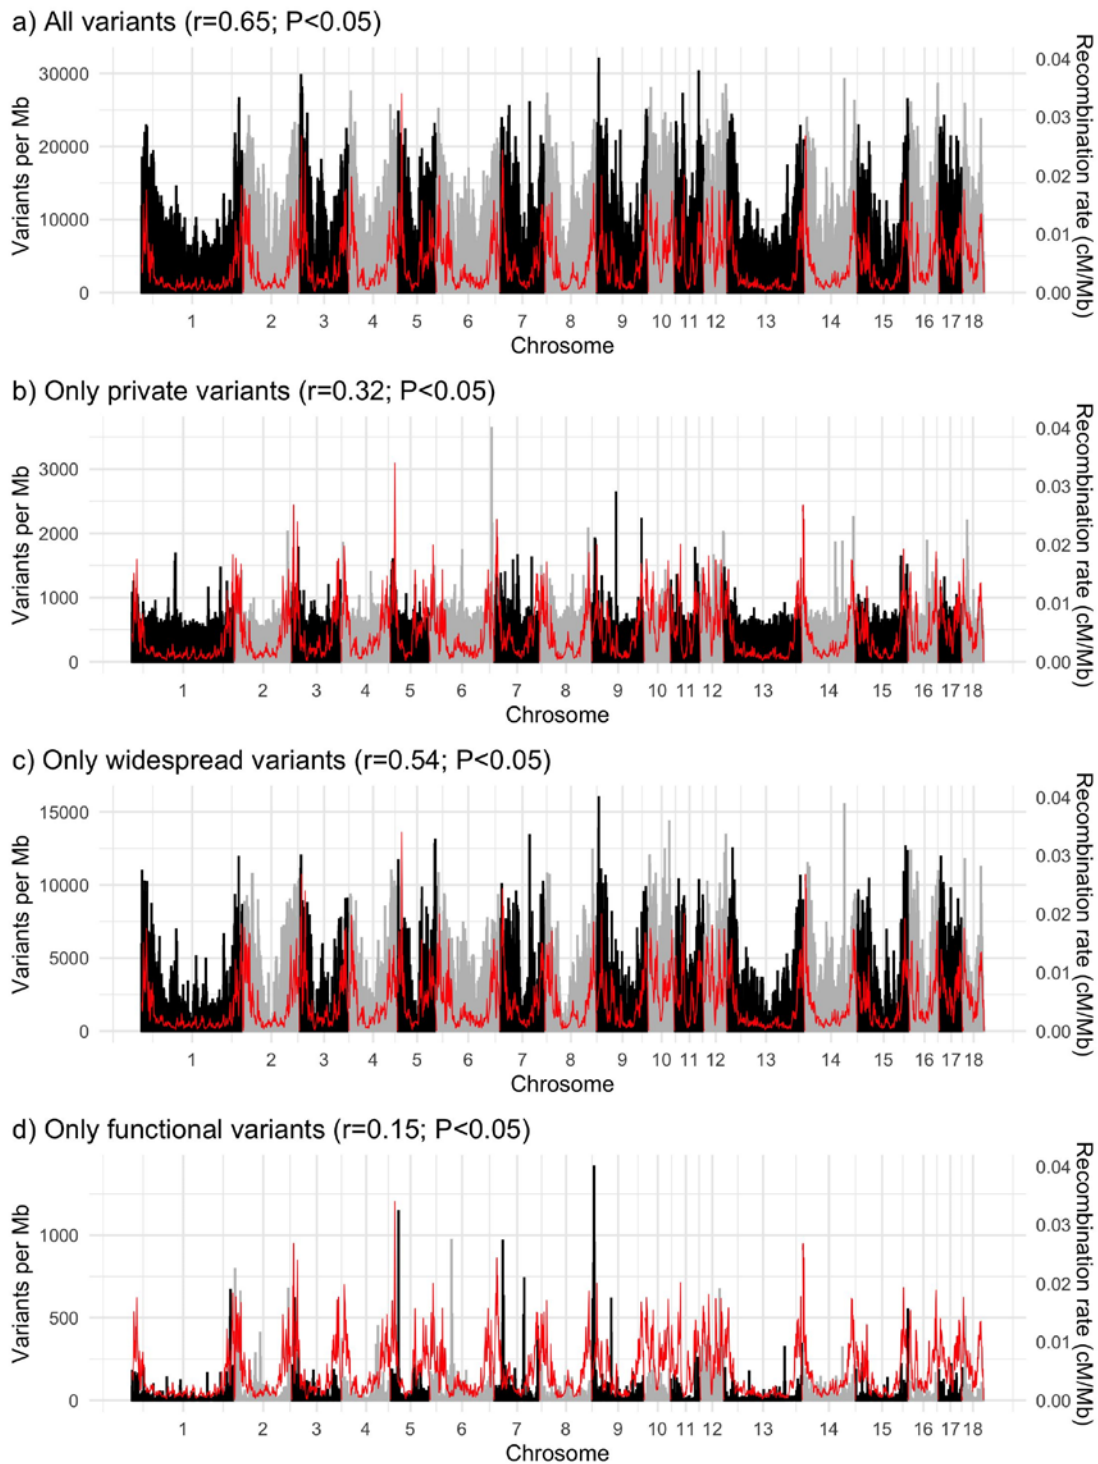 a) All variants (r=0.65; P<0.05)
Variants per Mb
30000
20000
10000
0
Recombination rate (cM/Mb)
0.04
0.03
0.02
0.01
0.00
1 2 3 4 5 6 7 8 9 10 11 12 13 14 15 16 17 18
Chrosome
b) Only private variants (r=0.32; P<0.05)
Variants per Mb
3000
2000
1000
0
Recombination rate (cM/Mb)
0.04
0.03
0.02
0.01
0.00
1 2 3 4 5 6 7 8 9 10 11 12 13 14 15 16 17 18
Chrosome
c) Only widespread variants (r=0.54; P<0.05)
Variants per Mb
15000
10000
5000
0
Recombination rate (cM/Mb)
0.04
0.03
0.02
0.01
0.00
1 2 3 4 5 6 7 8 9 10 11 12 13 14 15 16 17 18
Chrosome
d) Only functional variants (r=0.15; P<0.05)
Variants per Mb
1000
500
0
Recombination rate (cM/Mb)
0.04
0.03
0.02
0.01
0.00
1 2 3 4 5 6 7 8 9 10 11 12 13 14 15 16 17 18
Chrosome